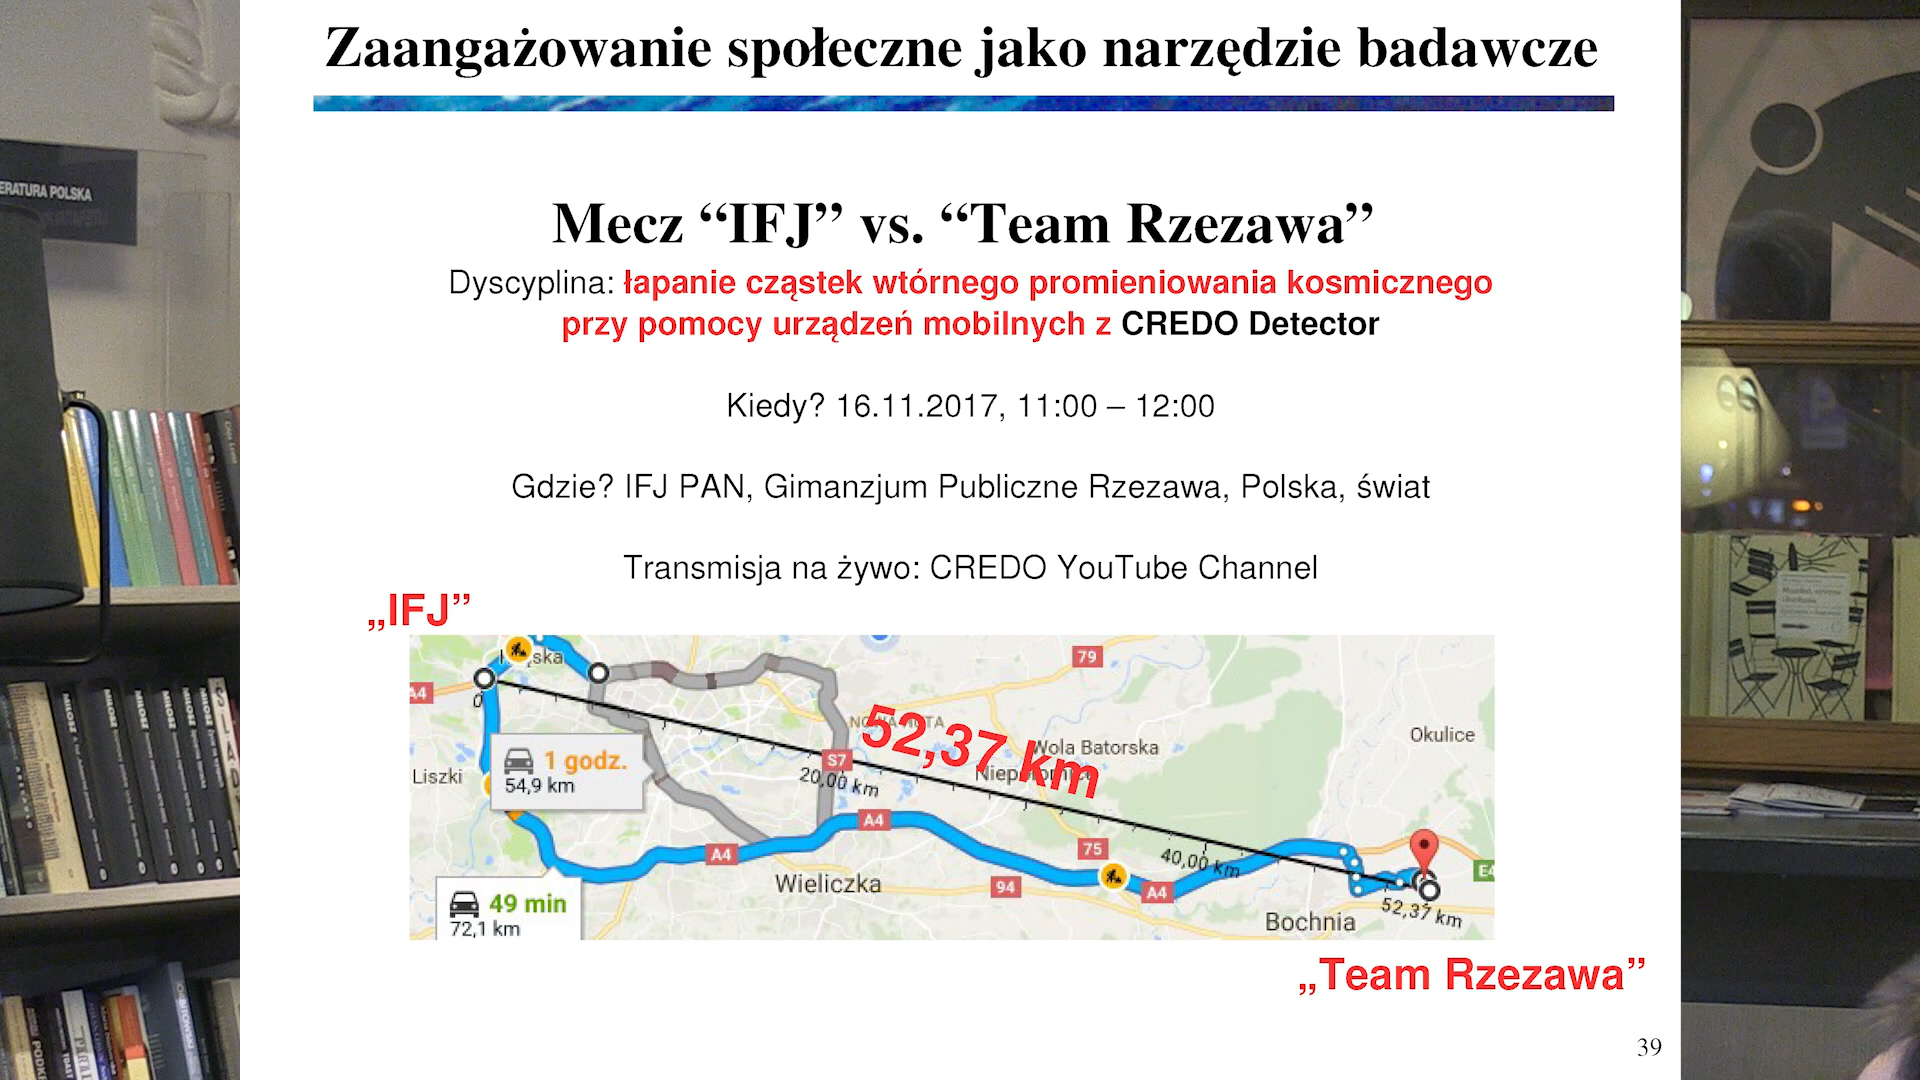 Zaangażowanie społeczne jako narzędzie badawcze
ERATURA POLSKA
Mecz “IFJ” vs. “Team Rzezawa”
Dyscyplina: łapanie cząstek wtórnego promieniowania kosmicznego
przy pomocy urządzeń mobilnych z CREDO Detector
Kiedy? 16.11.2017, 11:00 – 12:00
Gdzie? IFJ PAN, Gimanzjum Publiczne Rzezawa, Polska, świat
Transmisja na żywo: CREDO YouTube Channel
„IFJ”
79
A4
0
52,37 km
Wola Batorska
Okulice
S7
1 godz.
54,9 km
Liszki
20,00 km
A4
75
A4
40,00 km
E4
Wieliczka
94
A4
49 min
72,1 km
52,37 km
Bochnia
„Team Rzezawa”
39